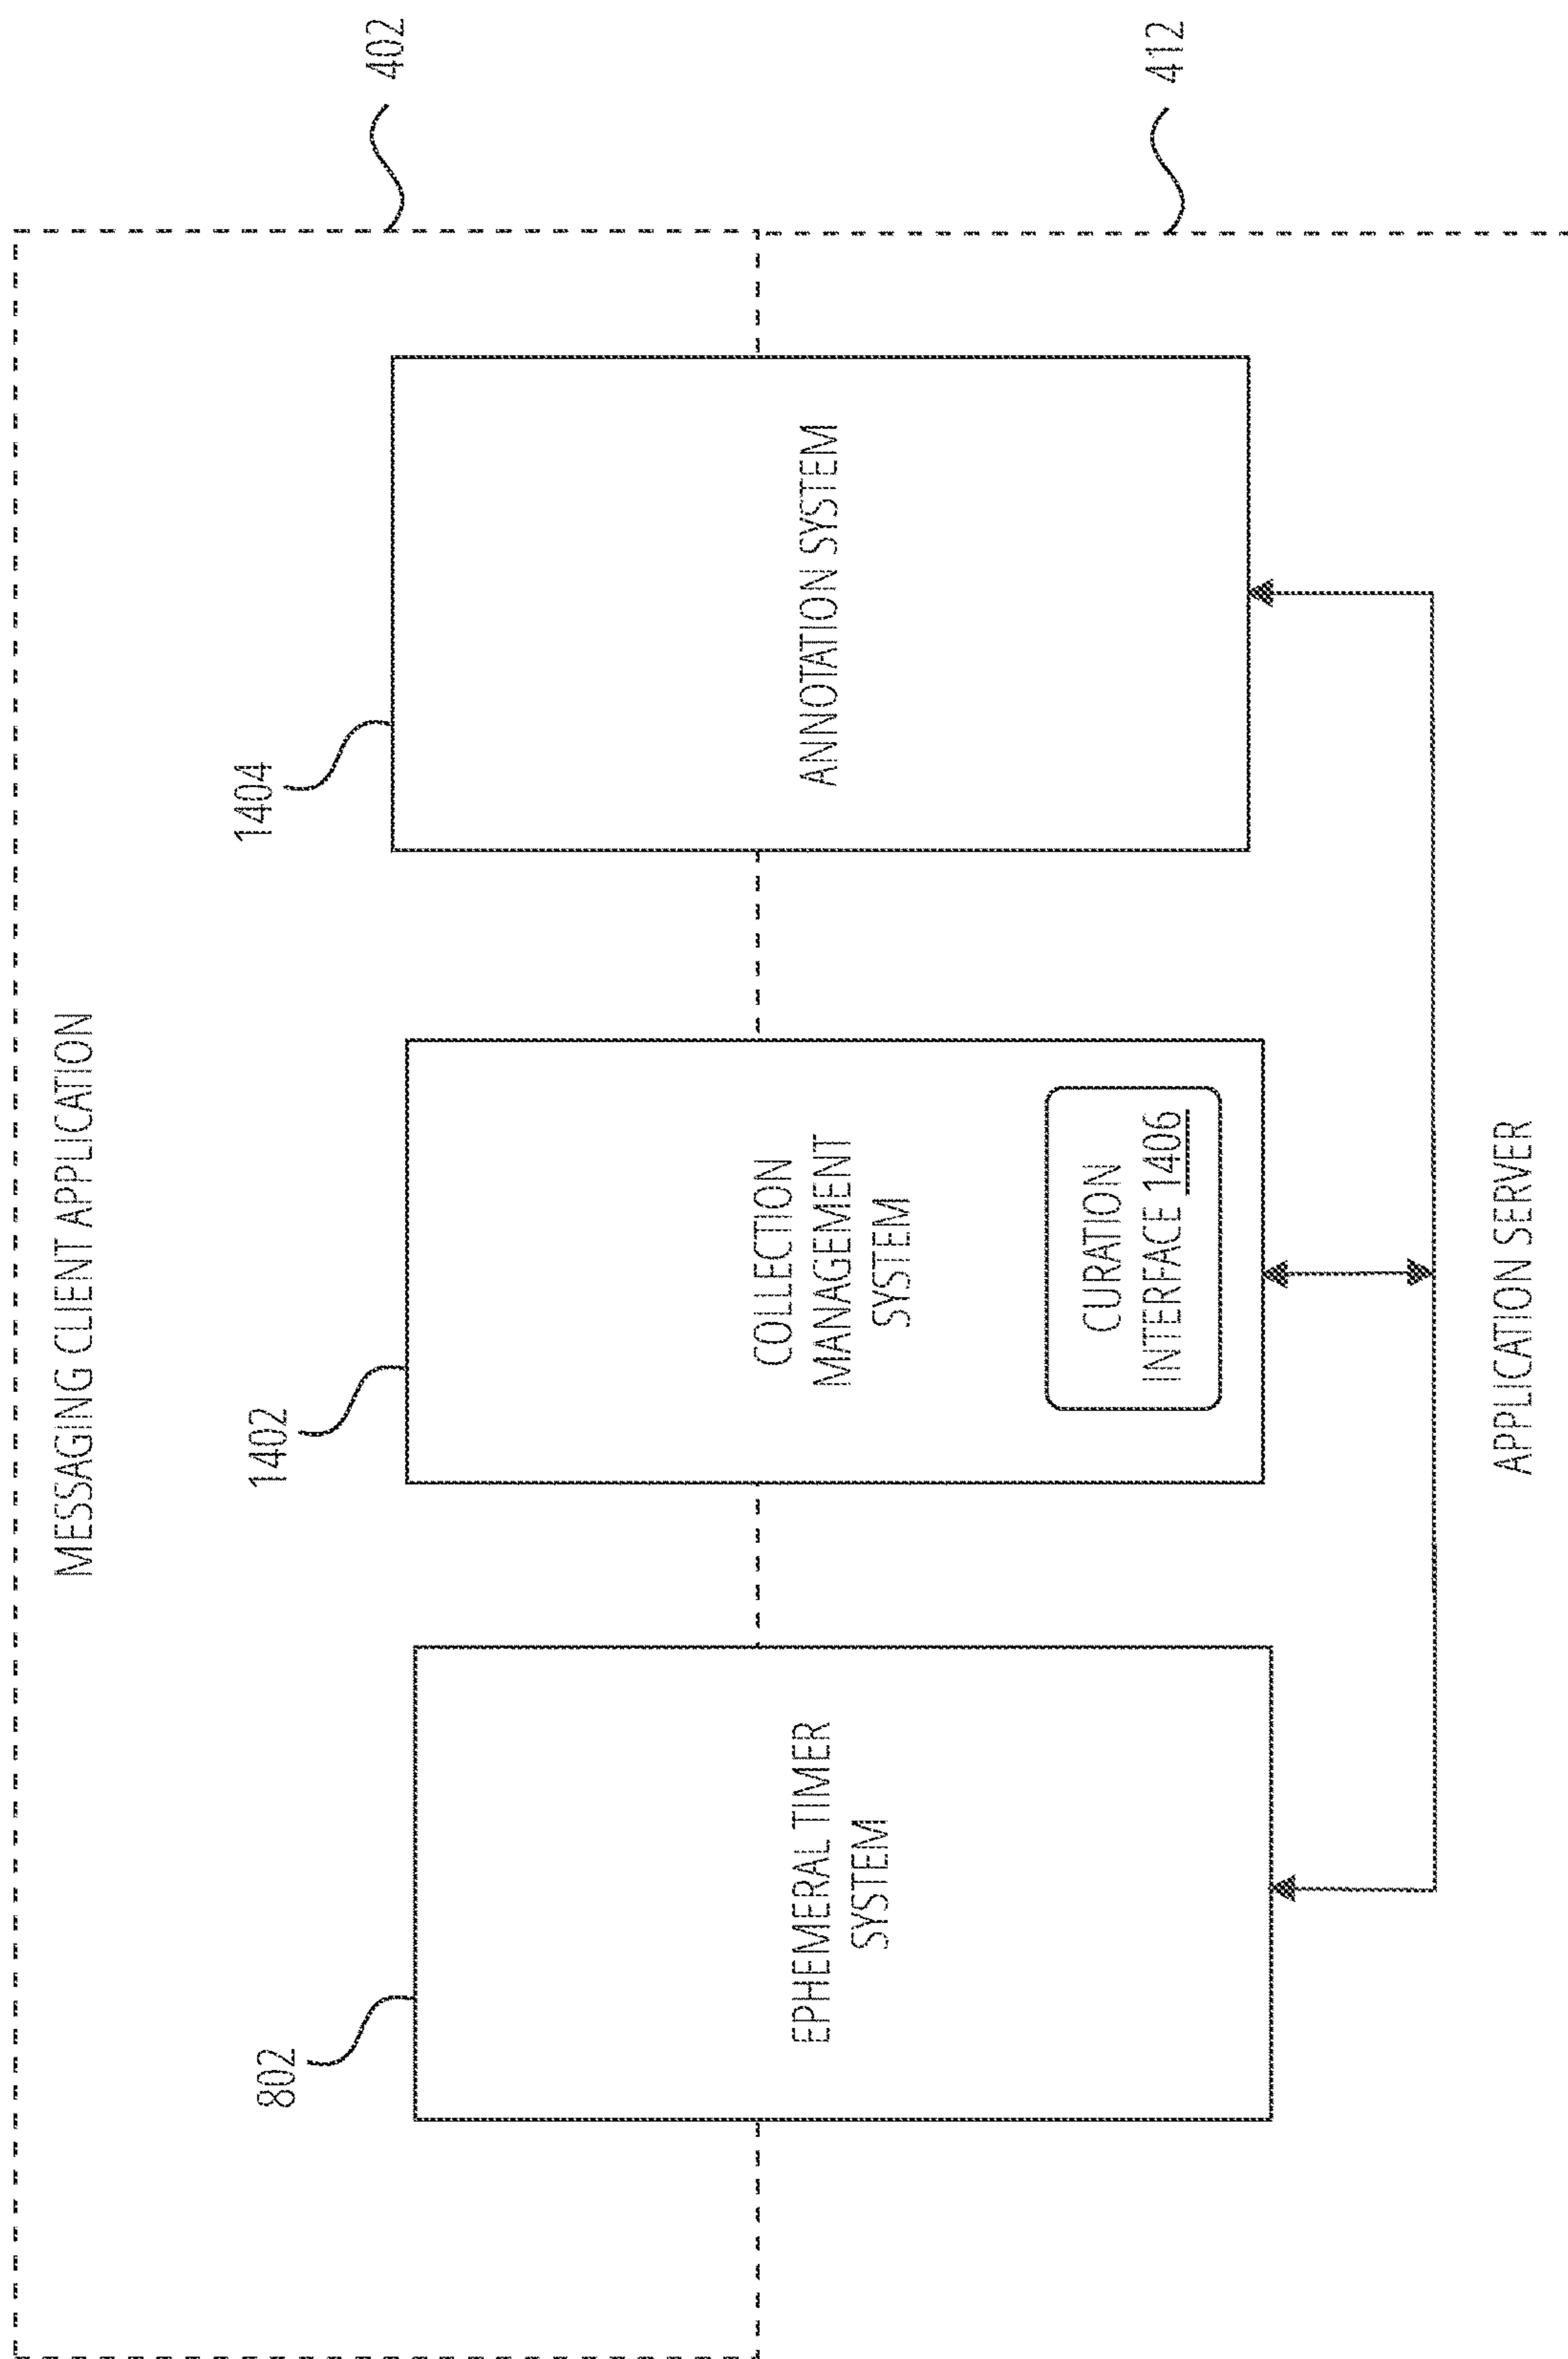 MESSAGING CLIENT APPLICATION
802
1402
1404
402
EPHEMERAL TIMER
SYSTEM
COLLECTION
MANAGEMENT
SYSTEM
CURATION
INTERFACE 1406
ANNOTATION SYSTEM
412
APPLICATION SERVER